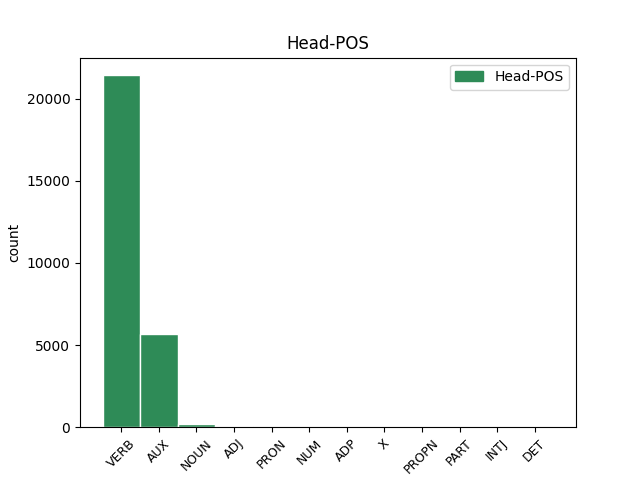 Head-POS
Head-POS
count
20000
15000
10000
5000
0
VERB AUX NOUN ADJ PRON NUM ADP X PROPN PART INTJ DET